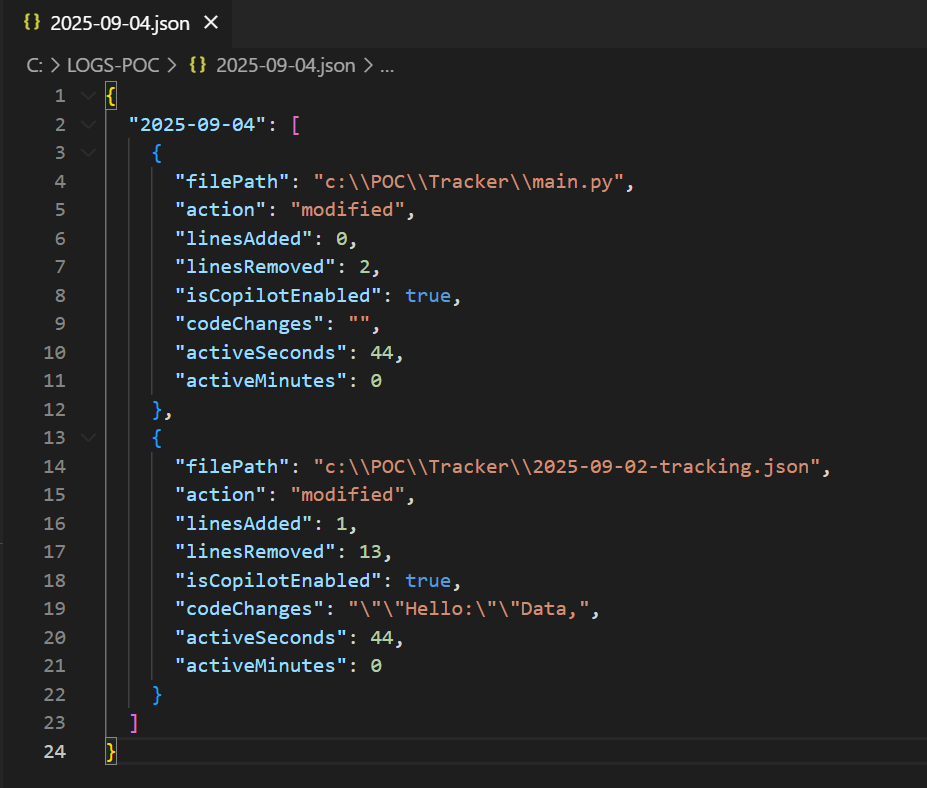 {} 2025-09-04.json ×
C: > LOGS-POC > {} 2025-09-04.json > ...
1 {
2 "2025-09-04": [
3 {
4 "filePath": "c:\\POC\\Tracker\\main.py",
5 "action": "modified",
6 "linesAdded": 0,
7 "linesRemoved": 2,
8 "isCopilotEnabled": true,
9 "codeChanges": "",
10 "activeSeconds": 44,
11 "activeMinutes": 0
12 },
13 {
14 "filePath": "c:\\POC\\Tracker\\2025-09-02-tracking.json",
15 "action": "modified",
16 "linesAdded": 1,
17 "linesRemoved": 13,
18 "isCopilotEnabled": true,
19 "codeChanges": "\"\"Hello:\"\"Data,",
20 "activeSeconds": 44,
21 "activeMinutes": 0
22 }
23 ]
24 }